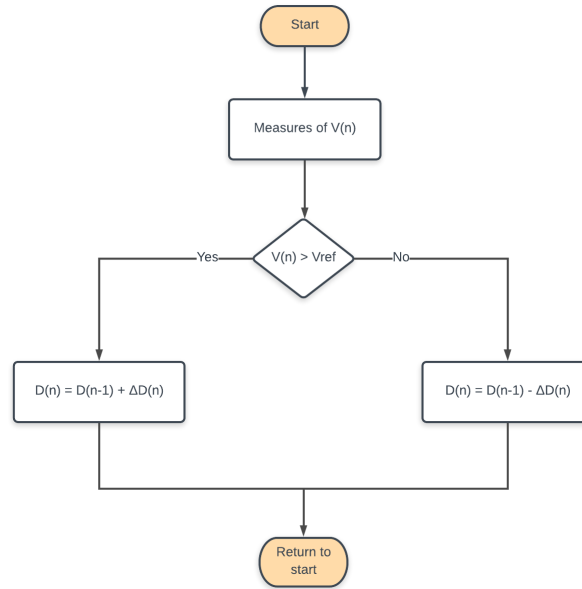 Start
Measures of V(n)
V(n) > Vref
Yes
No
D(n) = D(n-1) + ΔD(n)
D(n) = D(n-1) - ΔD(n)
Return to
start